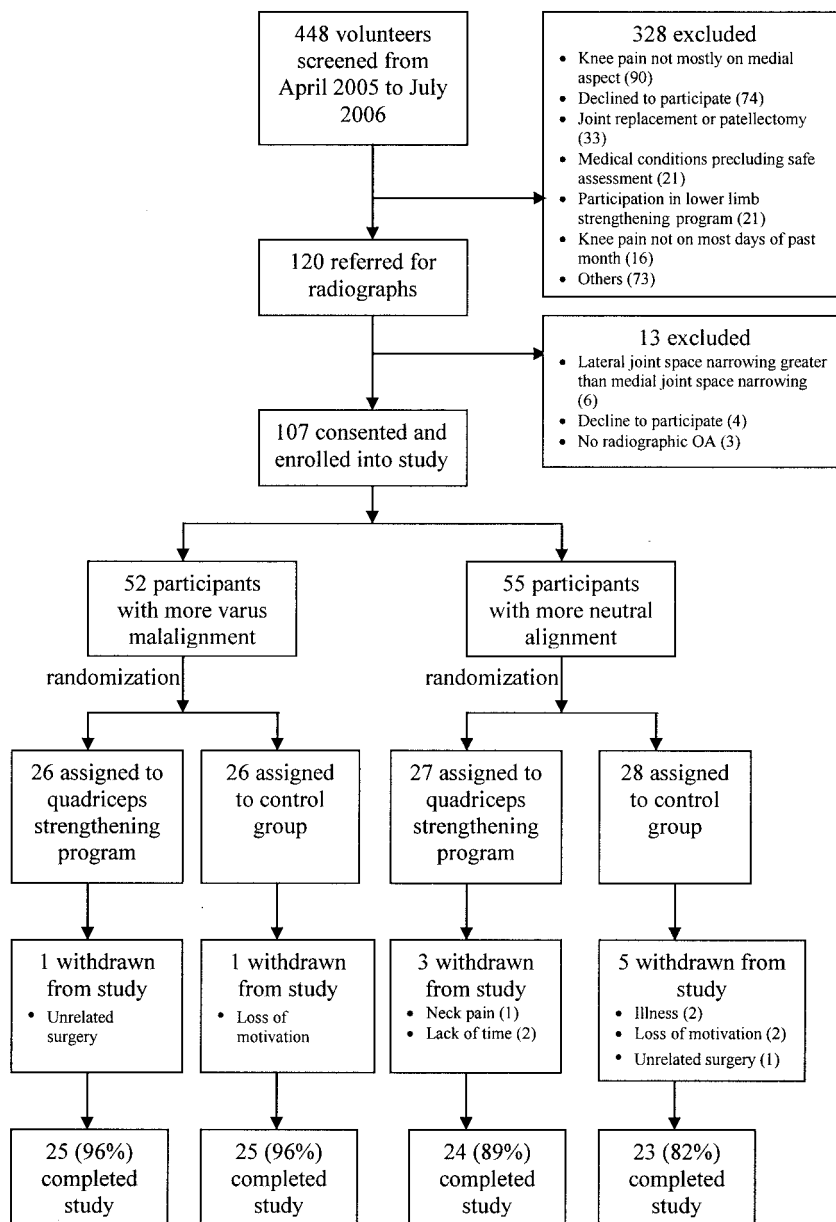 448 volunteers
screened from
April 2005 to July
2006
328 excluded
• Knee pain not mostly on medial
aspect (90)
• Declined to participate (74)
• Joint replacement or patellectomy
(33)
• Medical conditions precluding safe
assessment (21)
• Participation in lower limb
strengthening program (21)
• Knee pain not on most days of past
month (16)
• Others (73)
120 referred for
radiographs
13 excluded
• Lateral joint space narrowing greater
than medial joint space narrowing
(6)
• Decline to participate (4)
• No radiographic OA (3)
107 consented and
enrolled into study
52 participants
with more varus
malalignment
55 participants
with more neutral
alignment
randomization
randomization
26 assigned to
quadriceps
strengthening
program
26 assigned
to control
group
27 assigned to
quadriceps
strengthening
program
28 assigned
to control
group
1 withdrawn
from study
• Unrelated
surgery
1 withdrawn
from study
• Loss of
motivation
3 withdrawn
from study
• Neck pain (1)
• Lack of time (2)
5 withdrawn from
study
• Illness (2)
• Loss of motivation (2)
• Unrelated surgery (1)
25 (96%)
completed
study
25 (96%)
completed
study
24 (89%)
completed
study
23 (82%)
completed
study